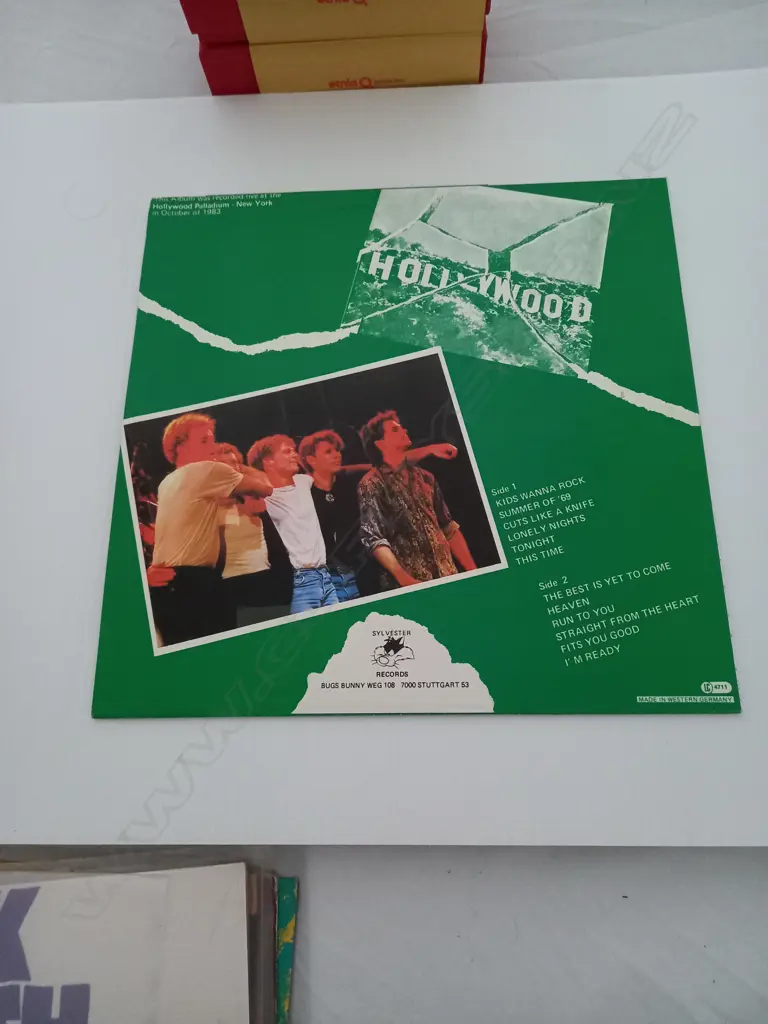 etnia
This Album was recorded live at the
Hollywood Palladium - New York
in October of 1983
HOLLYWOOD
Side 1
KIDS WANNA ROCK
SUMMER OF '69
CUTS LIKE A KNIFE
LONELY NIGHTS
TONIGHT
THIS TIME
Side 2
THE BEST IS YET TO COME
HEAVEN
RUN TO YOU
STRAIGHT FROM THE HEART
FITS YOU GOOD
I'M READY
SYLVESTER
RECORDS
BUGS BUNNY WEG 108 7000 STUTTGART 53
LC 4711
MADE IN WESTERN GERMANY